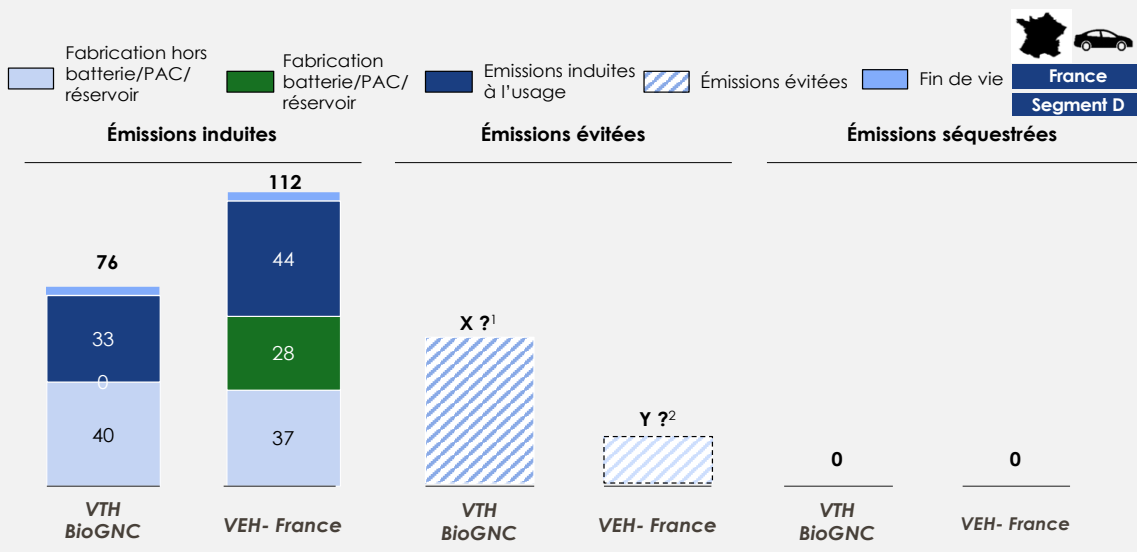 Fabrication hors
batterie/PAC/
réservoir
Fabrication
batterie/PAC/
réservoir
Emissions induites
à l'usage
Émissions évitées
Fin de vie
France
Segment D
Émissions induites
Émissions évitées
Émissions séquestrées
112
76
44
33
28
0
40
37
X ?1
Y ?2
0
0
VTH
BioGNC
VEH- France
VTH
BioGNC
VEH- France
VTH
BioGNC
VEH- France